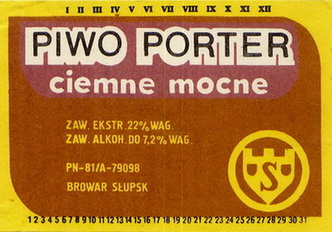 I II III IV V VI VII VIII IX X XI XII
PIWO PORTER
ciemne mocne
ZAW. EKSTR. 22% WAG.
ZAW. ALKOH. DO 7,2% WAG.
PN-81/A-79098
BROWAR SŁUPSK
S
1 2 3 4 5 6 7 8 9 10 11 12 13 14 15 16 17 18 19 20 21 22 23 24 25 26 27 28 29 30 31